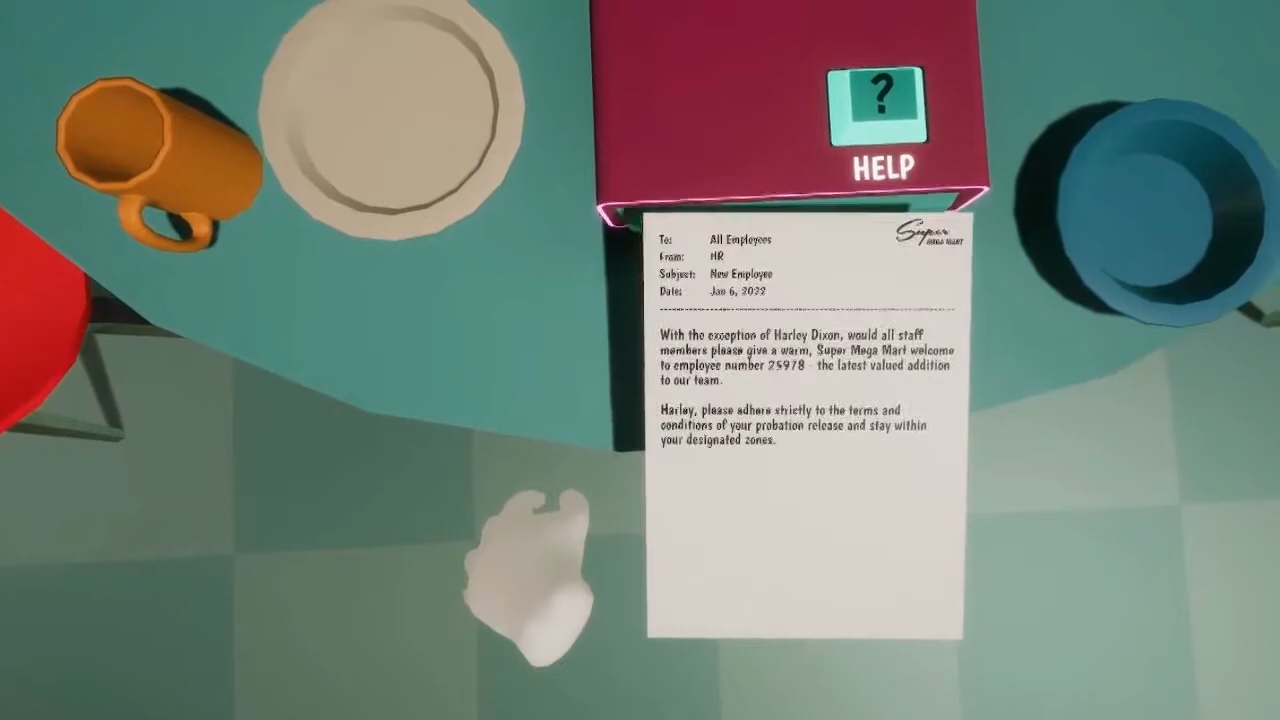 ?
HELP
Super
MEGA MART
To: All Employees
From: HR
Subject: New Employee
Date: Jan 6, 2022
With the exception of Harley Dixon, would all staff
members please give a warm, Super Mega Mart welcome
to employee number 25978 - the latest valued addition
to our team.
Harley, please adhere strictly to the terms and
conditions of your probation release and stay within
your designated zones.